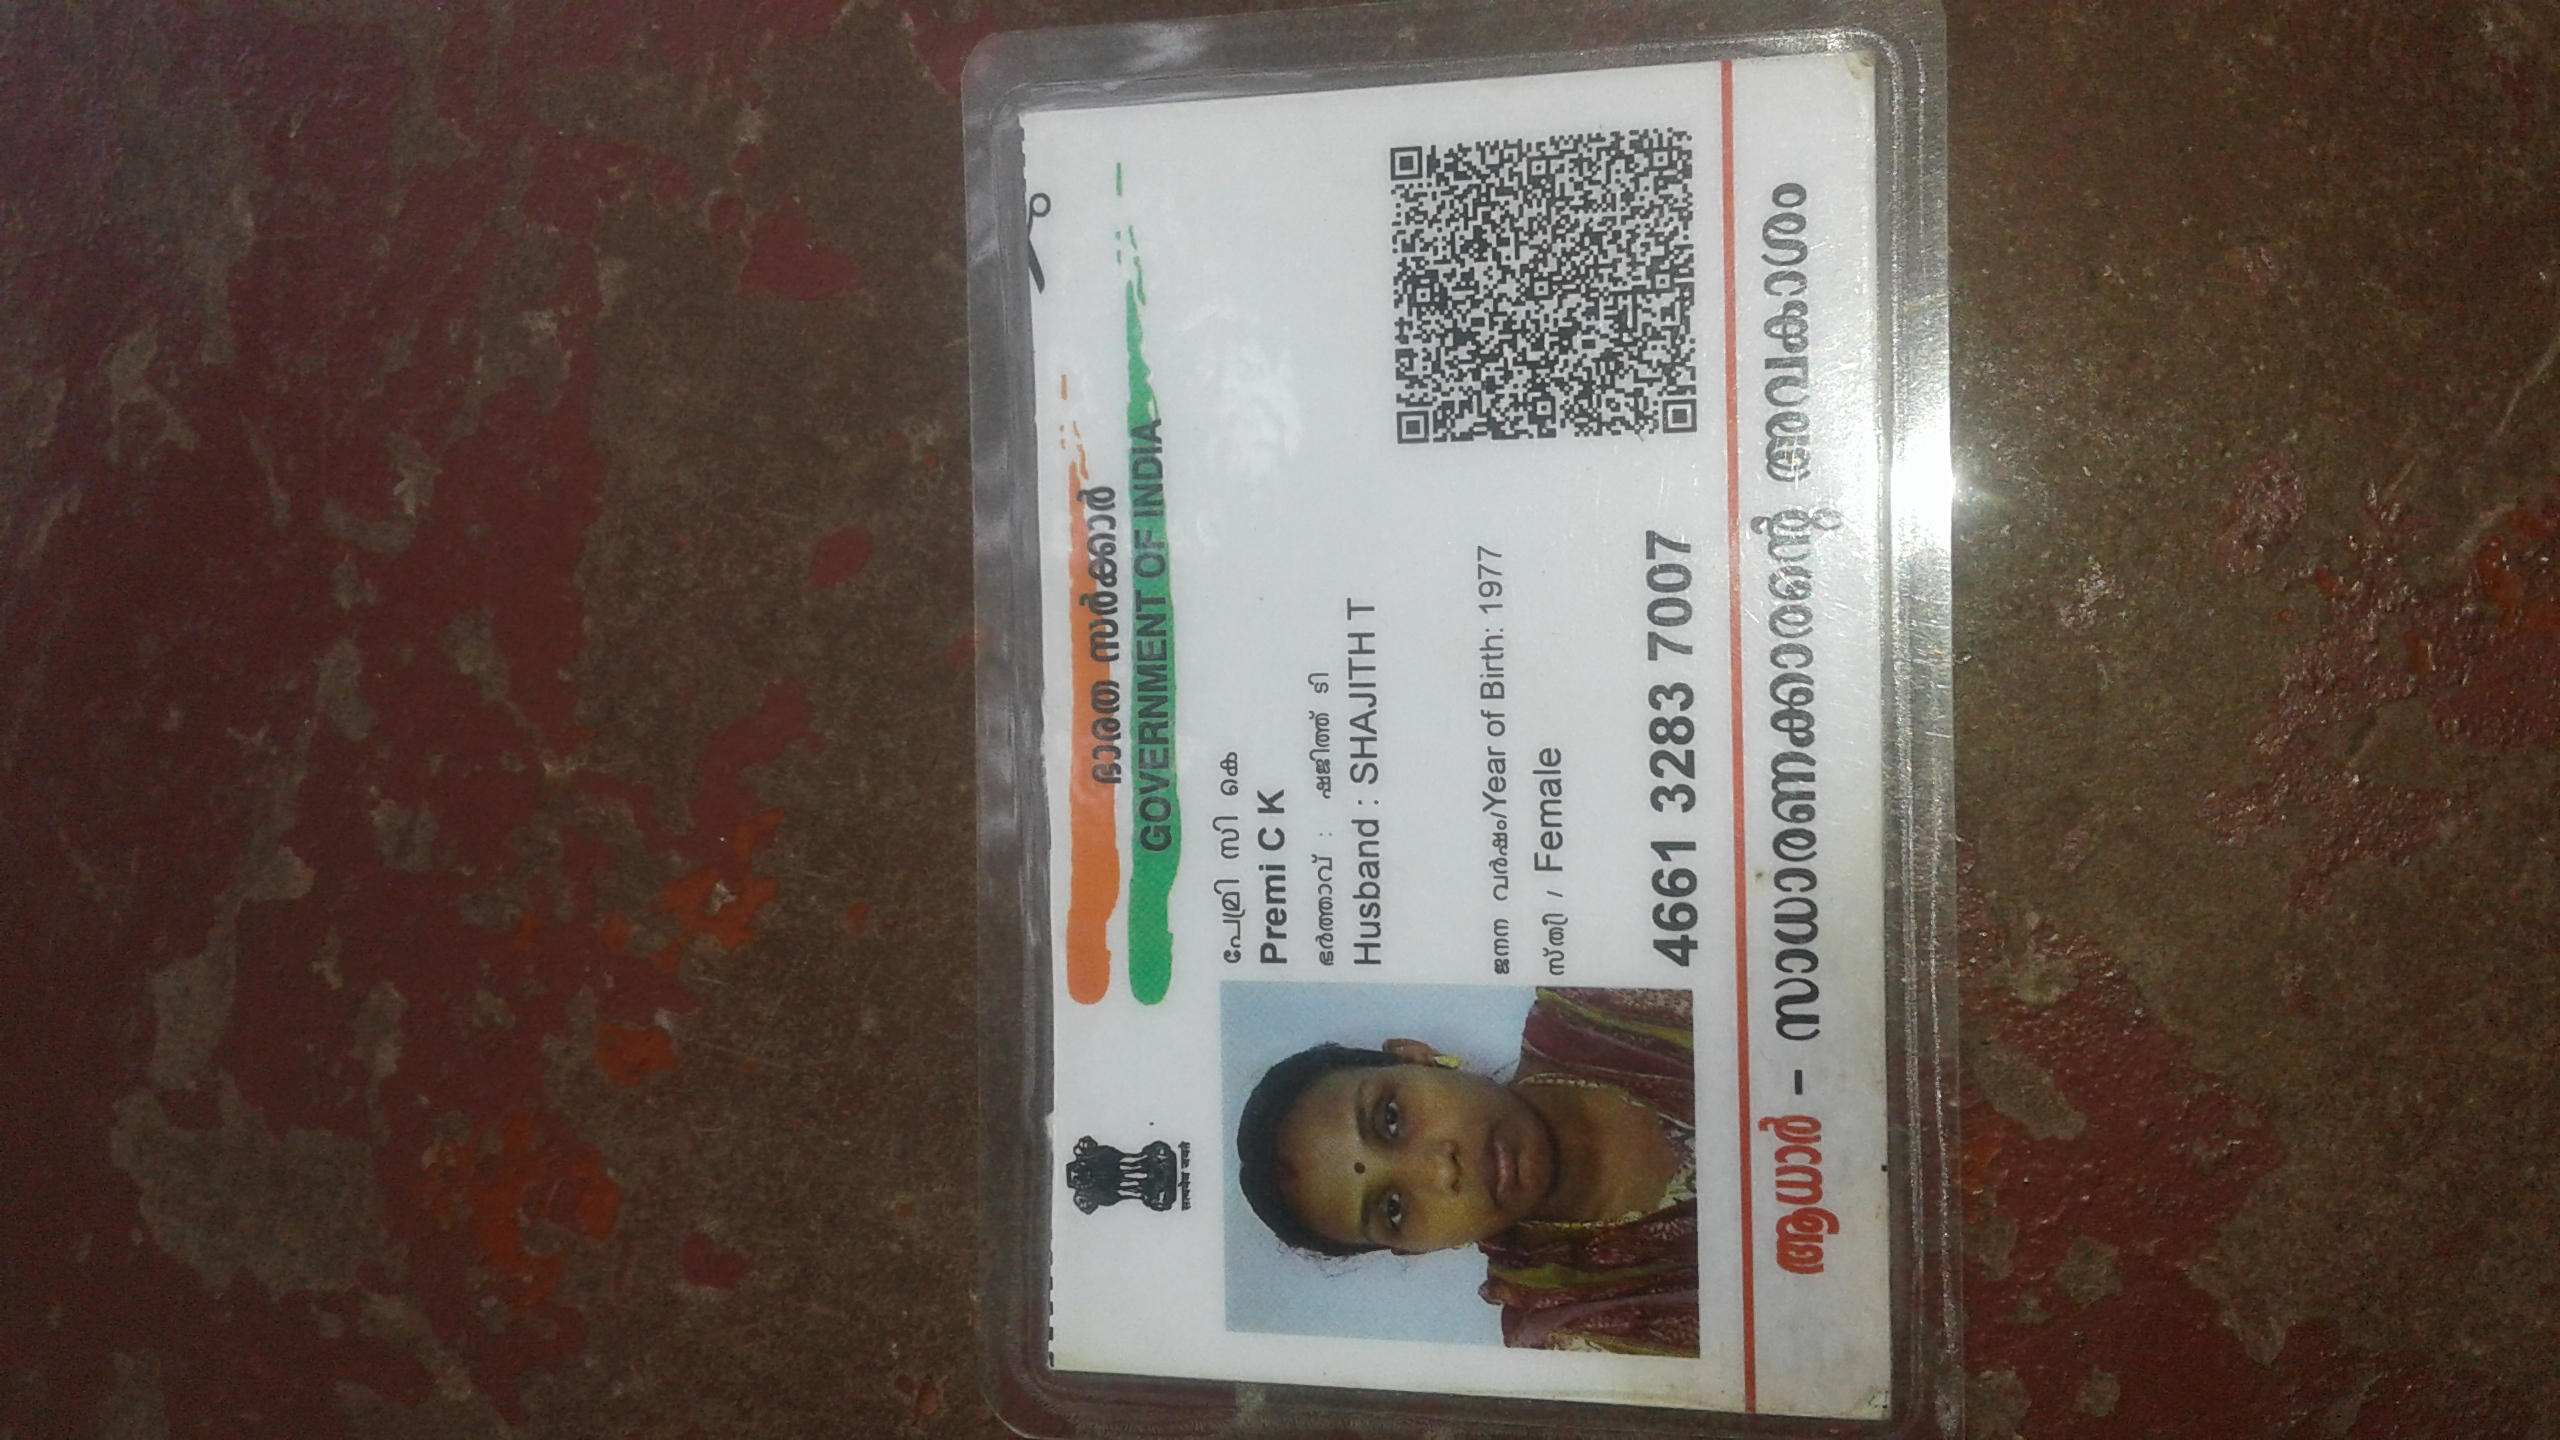 ഭാരത സർക്കാർ
GOVERNMENT OF INDIA
सत्यमेव जयते
പ്രേമി സി കെ
Premi C K
ഭർത്താവ് : ഷജിത്ത് ടി
Husband : SHAJITH T
ജനന വർഷം/Year of Birth: 1977
സ്ത്രീ / Female
4661 3283 7007
ആധാർ - സാധാരണക്കാരന്റെ അവകാശം